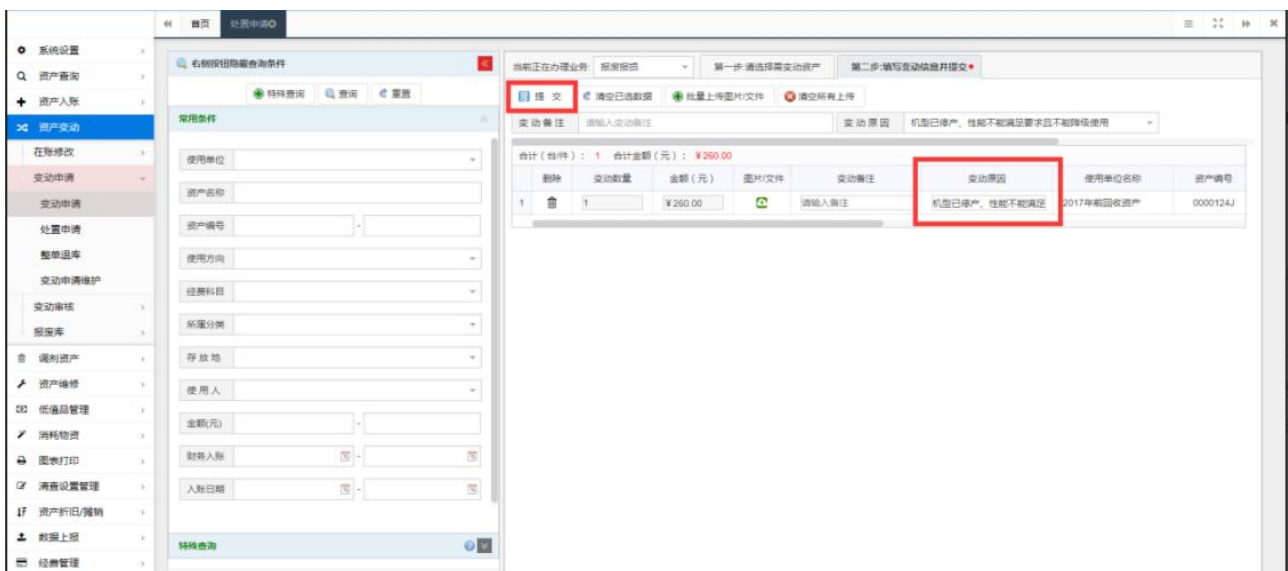 首页 处置申请
系统设置
资产查询
资产入账
资产变动
在账修改
变动申请
变动申请
处置申请
整单退库
变动申请维护
变动审核
报废库
调剂资产
资产维修
低值品管理
消耗物资
图表打印
清查设置管理
资产折旧/摊销
数据上报
经费管理
右侧按钮隐藏查询条件
特殊查询 查询 重置
常用条件
使用单位
资产名称
资产编号 -
使用方向
经费科目
所属分类
存放地
使用人
金额(元) -
财务入账 -
入账日期 -
特殊查询
当前正在办理业务: 报废报损 第一步 请选择需变动资产 第二步:填写变动信息并提交
提 交 清空已选数据 批量上传图片/文件 清空所有上传
变动备注 请输入变动备注 变动原因 机型已停产、性能不能满足要求且不能降级使用
合计(台/件): 1 合计金额(元): ￥260.00
删除 变动数量 金额(元) 图片/文件 变动备注 变动原因 使用单位名称 资产编号
1 1 ￥260.00 请输入备注 机型已停产、性能不能满足 2017年前回收资产 0000124J